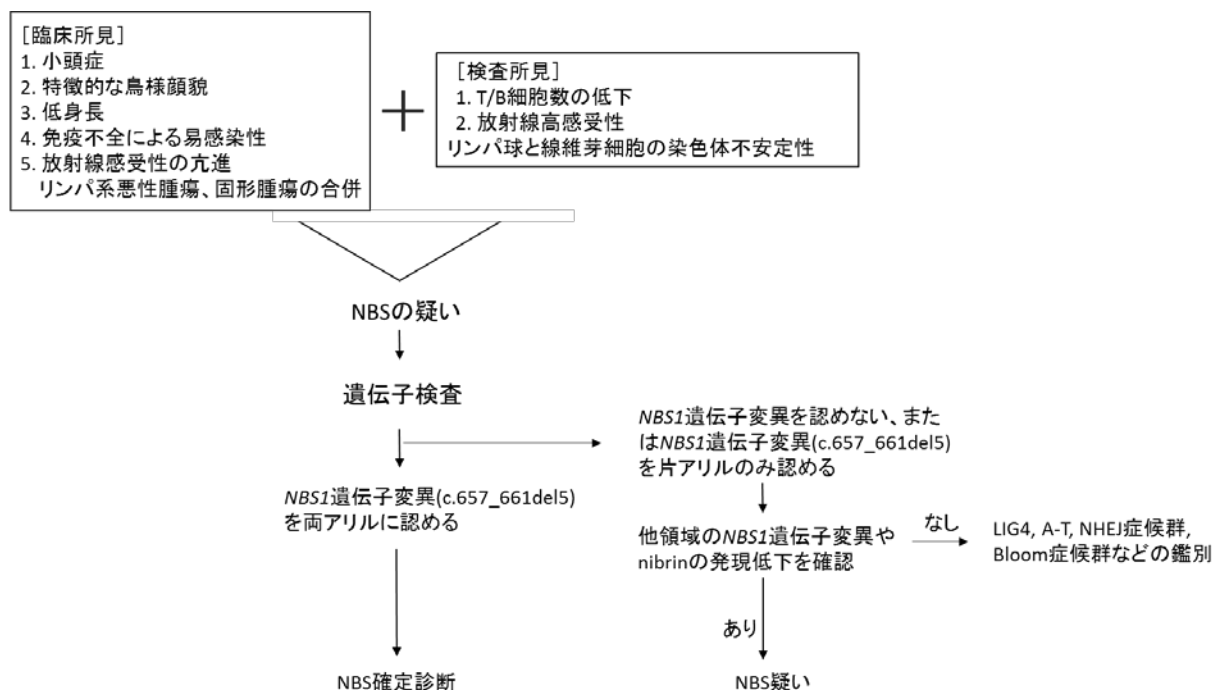 [臨床所見]
1. 小頭症
2. 特徴的な鳥様顔貌
3. 低身長
4. 免疫不全による易感染性
5. 放射線感受性の亢進
リンパ系悪性腫瘍、固形腫瘍の合併
+
[検査所見]
1. T/B細胞数の低下
2. 放射線高感受性
リンパ球と線維芽細胞の染色体不安定性
NBSの疑い
遺伝子検査
NBS1遺伝子変異を認めない、また
はNBS1遺伝子変異(c.657_661del5)
を片アリルのみ認める
NBS1遺伝子変異(c.657_661del5)
を両アリルに認める
他領域のNBS1遺伝子変異や
nibrinの発現低下を確認
なし
LIG4, A-T, NHEJ症候群,
Bloom症候群などの鑑別
あり
NBS確定診断
NBS疑い